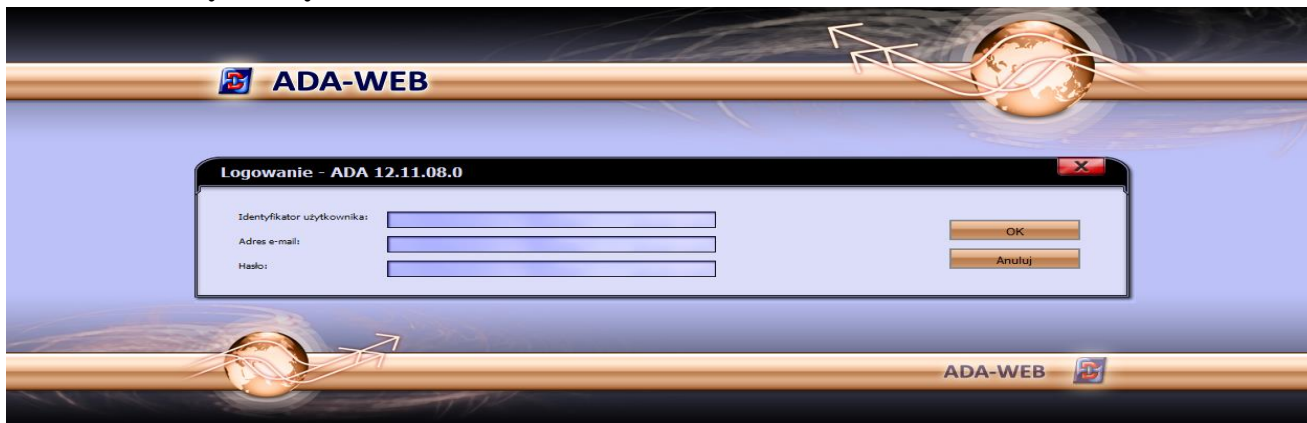 ADA-WEB
Logowanie - ADA 12.11.08.0
X
Identyfikator użytkownika:
Adres e-mail:
Hasło:
OK
Anuluj
ADA-WEB